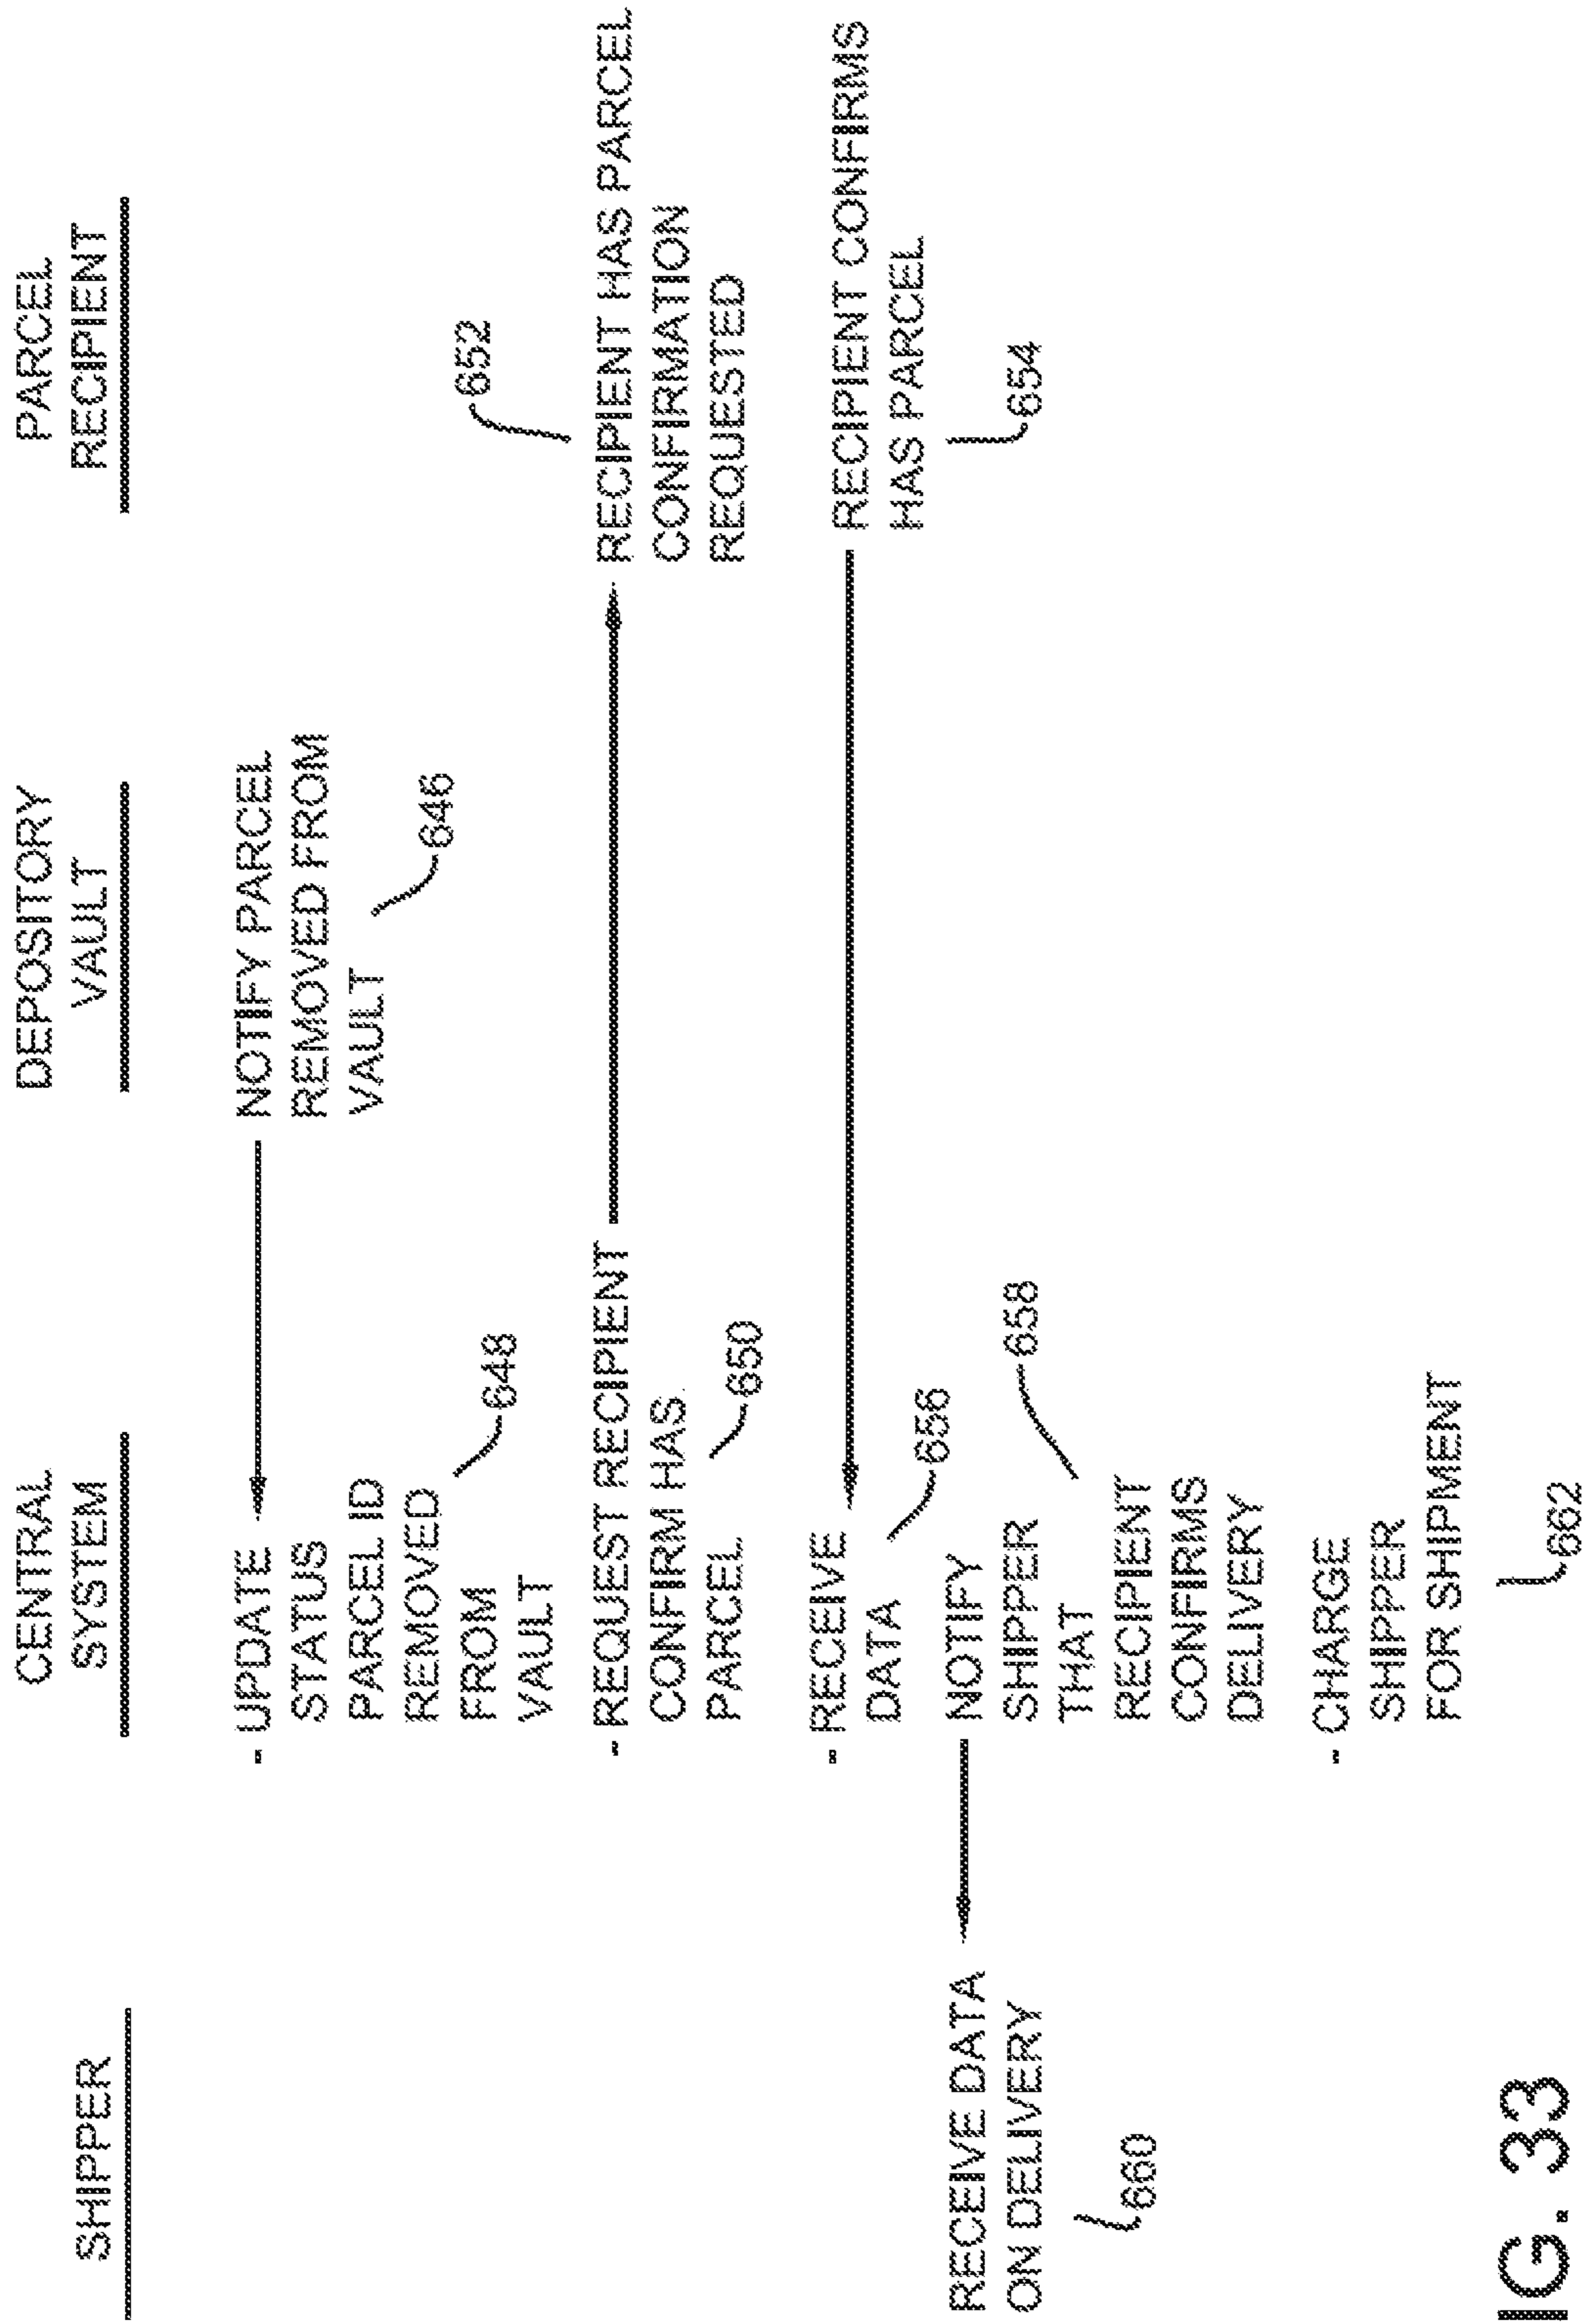 SHIPPER
CENTRAL
SYSTEM
DEPOSITORY
VAULT
PARCEL
RECIPIENT
NOTIFY PARCEL
REMOVED FROM
VAULT
646
- UPDATE
STATUS
PARCEL ID
REMOVED
FROM
VAULT
648
- REQUEST RECIPIENT
CONFIRM HAS
PARCEL
650
652
RECIPIENT HAS PARCEL
CONFIRMATION
REQUESTED
RECIPIENT CONFIRMS
HAS PARCEL
654
- RECEIVE
DATA
656
NOTIFY
SHIPPER
THAT
RECIPIENT
CONFIRMS
DELIVERY
658
RECEIVE DATA
ON DELIVERY
660
- CHARGE
SHIPPER
FOR SHIPMENT
662
IG. 33